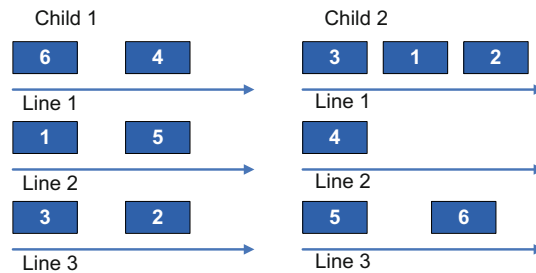 Child 1
6 4
Line 1
1 5
Line 2
3 2
Line 3
Child 2
3 1 2
Line 1
4
Line 2
5 6
Line 3